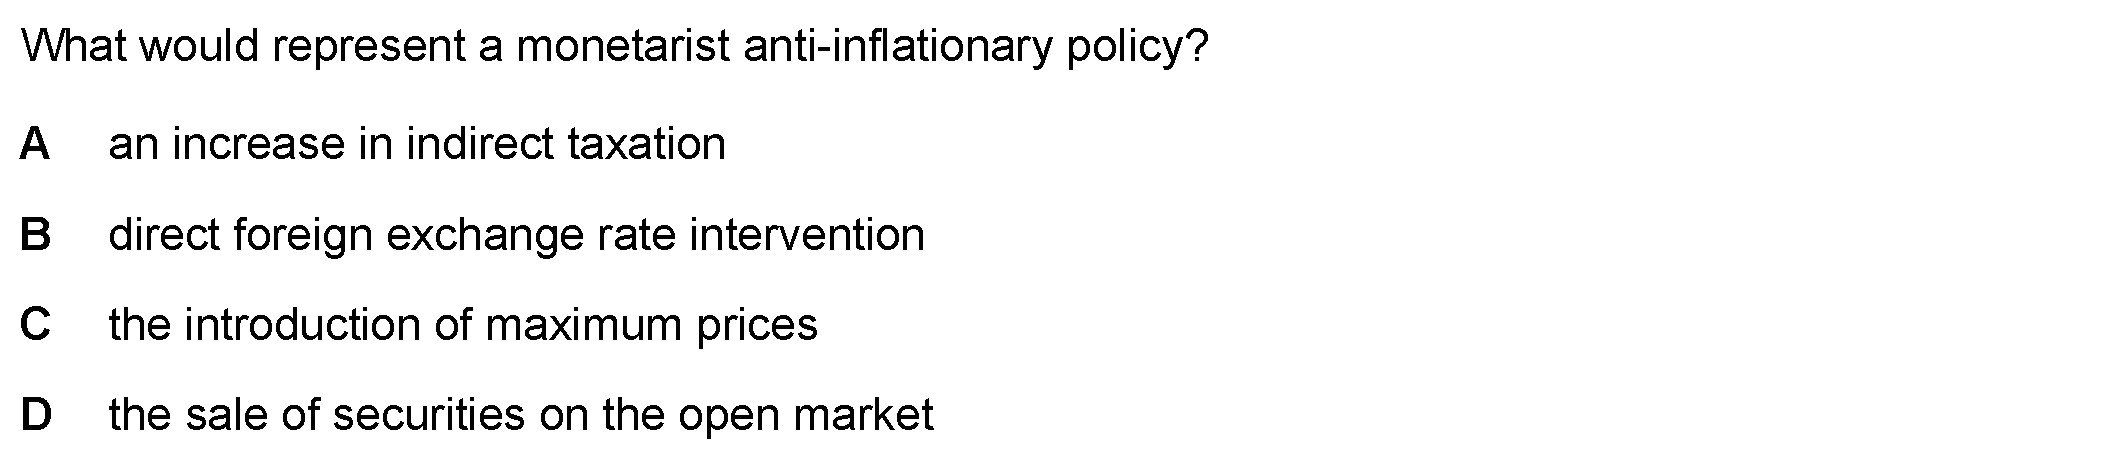 What would represent a monetarist anti-inflationary policy?
A an increase in indirect taxation
B direct foreign exchange rate intervention
C the introduction of maximum prices
D the sale of securities on the open market